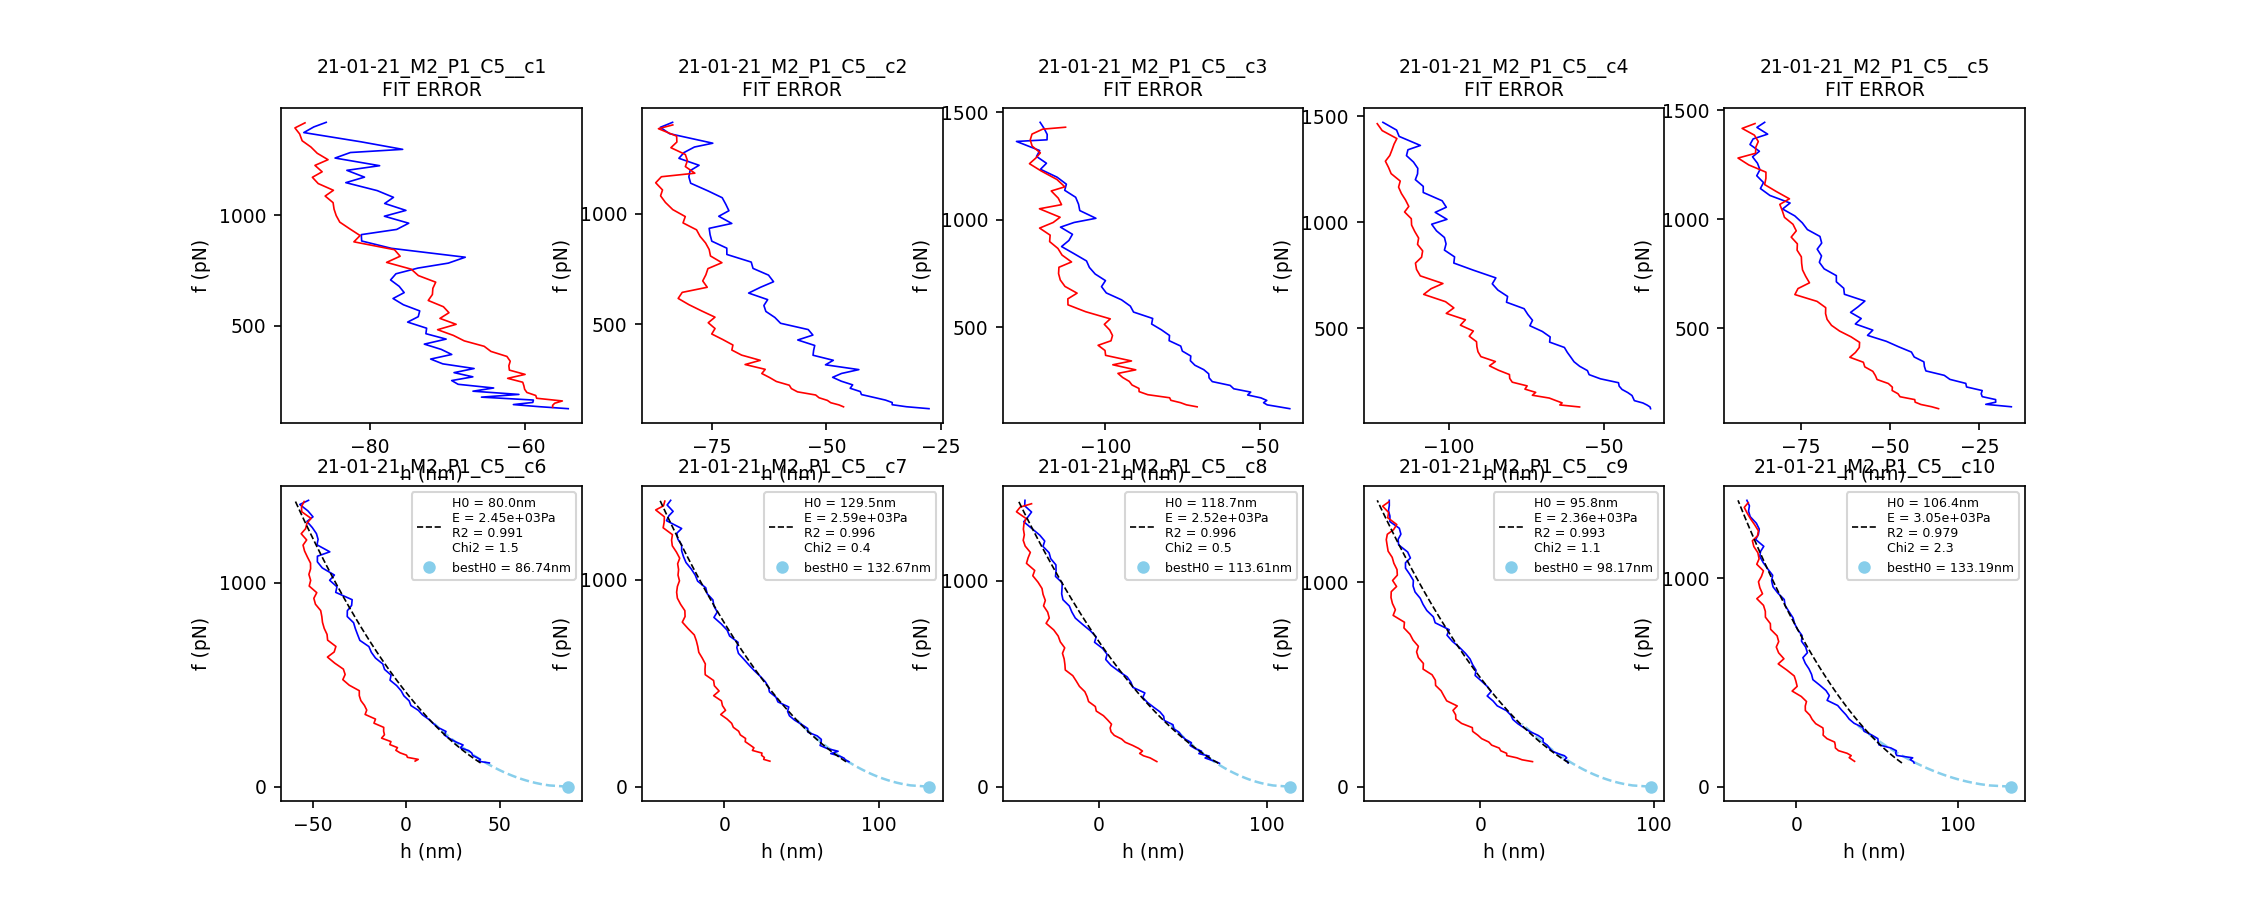 21-01-21_M2_P1_C5__c1
FIT ERROR
f (pN)
1000
500
−80
−60
h (nm)
21-01-21_M2_P1_C5__c2
FIT ERROR
f (pN)
1000
500
−75
−50
−25
h (nm)
21-01-21_M2_P1_C5__c3
FIT ERROR
f (pN)
1500
1000
500
−100
−50
h (nm)
21-01-21_M2_P1_C5__c4
FIT ERROR
f (pN)
1500
1000
500
−100
−50
h (nm)
21-01-21_M2_P1_C5__c5
FIT ERROR
f (pN)
1500
1000
500
−75
−50
−25
h (nm)
21-01-21_M2_P1_C5__c6
H0 = 80.0nm
E = 2.45e+03Pa
R2 = 0.991
Chi2 = 1.5
bestH0 = 86.74nm
f (pN)
1000
0
−50
0
50
h (nm)
21-01-21_M2_P1_C5__c7
H0 = 129.5nm
E = 2.59e+03Pa
R2 = 0.996
Chi2 = 0.4
bestH0 = 132.67nm
f (pN)
1000
0
0
100
h (nm)
21-01-21_M2_P1_C5__c8
H0 = 118.7nm
E = 2.52e+03Pa
R2 = 0.996
Chi2 = 0.5
bestH0 = 113.61nm
f (pN)
1000
0
0
100
h (nm)
21-01-21_M2_P1_C5__c9
H0 = 95.8nm
E = 2.36e+03Pa
R2 = 0.993
Chi2 = 1.1
bestH0 = 98.17nm
f (pN)
1000
0
0
100
h (nm)
21-01-21_M2_P1_C5__c10
H0 = 106.4nm
E = 3.05e+03Pa
R2 = 0.979
Chi2 = 2.3
bestH0 = 133.19nm
f (pN)
1000
0
0
100
h (nm)